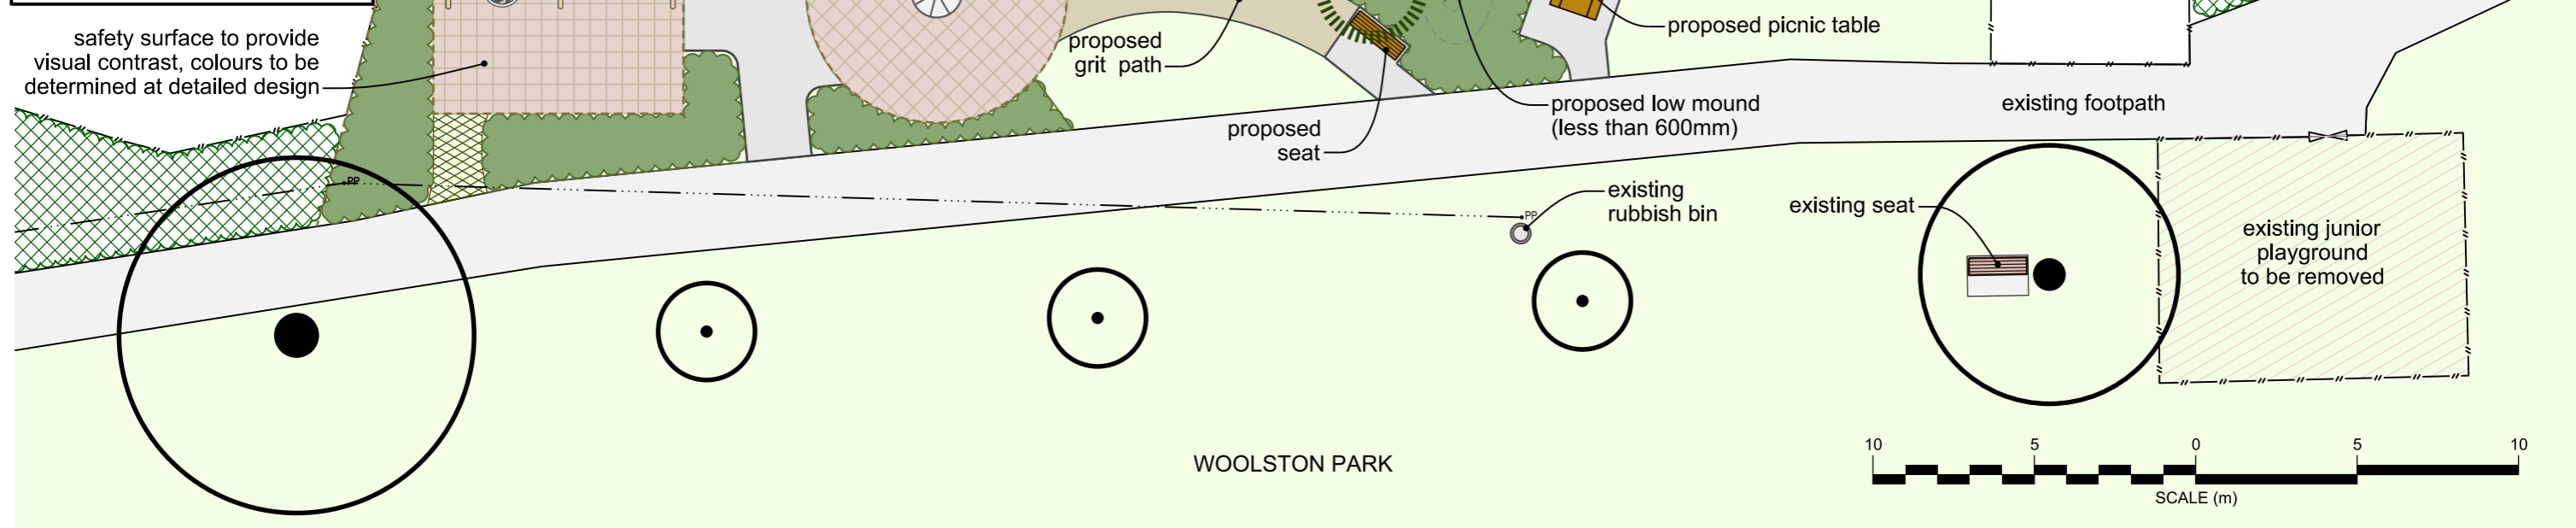 safety surface to provide
visual contrast, colours to be
determined at detailed design
proposed
grit path
proposed picnic table
proposed low mound
(less than 600mm)
existing footpath
proposed
seat
PP
PP
existing
rubbish bin
existing seat
existing junior
playground
to be removed
WOOLSTON PARK
10 5 0 5 10
SCALE (m)